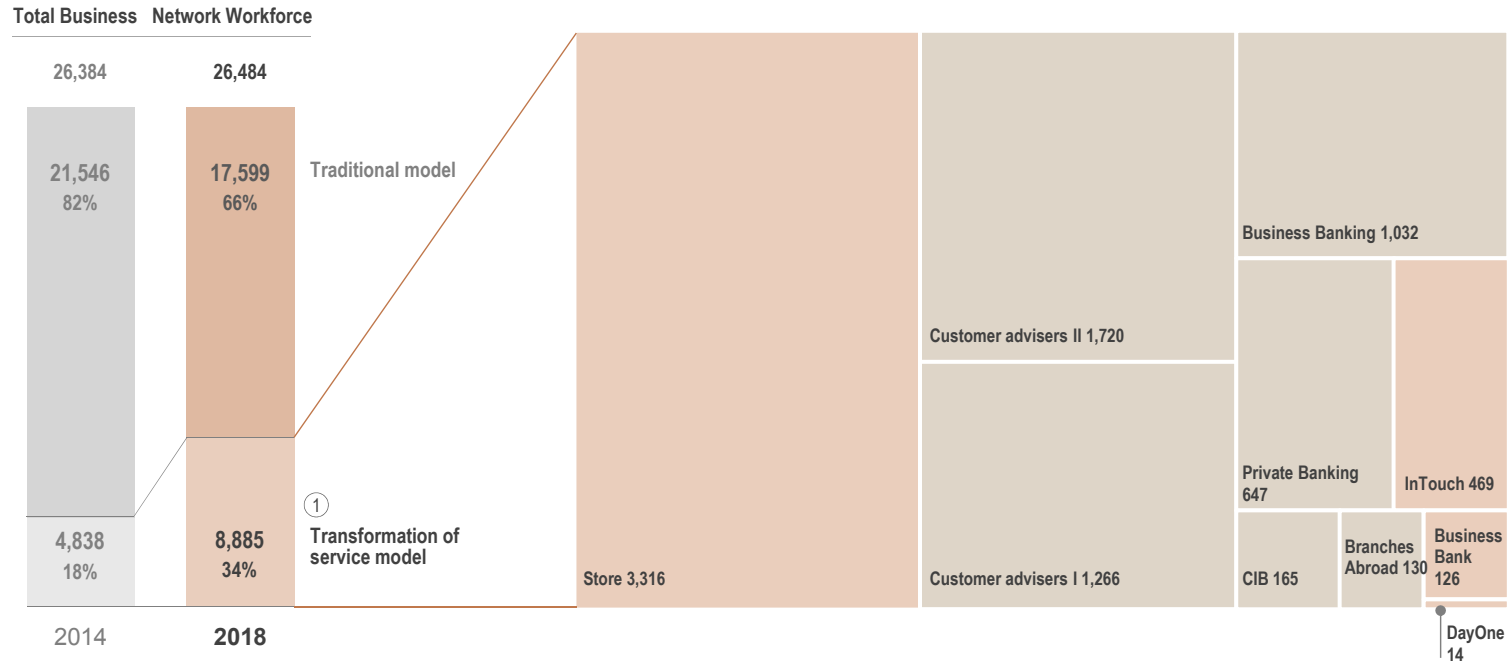 Total Business Network Workforce
26,384
26,484
21,546
82%
17,599
66%
Traditional model
4,838
18%
8,885
34%
1
Transformation of
service model
2014
2018
Store 3,316
Customer advisers II 1,720
Customer advisers I 1,266
Business Banking 1,032
Private Banking
647
InTouch 469
CIB 165
Branches
Abroad 130
Business
Bank
126
DayOne
14